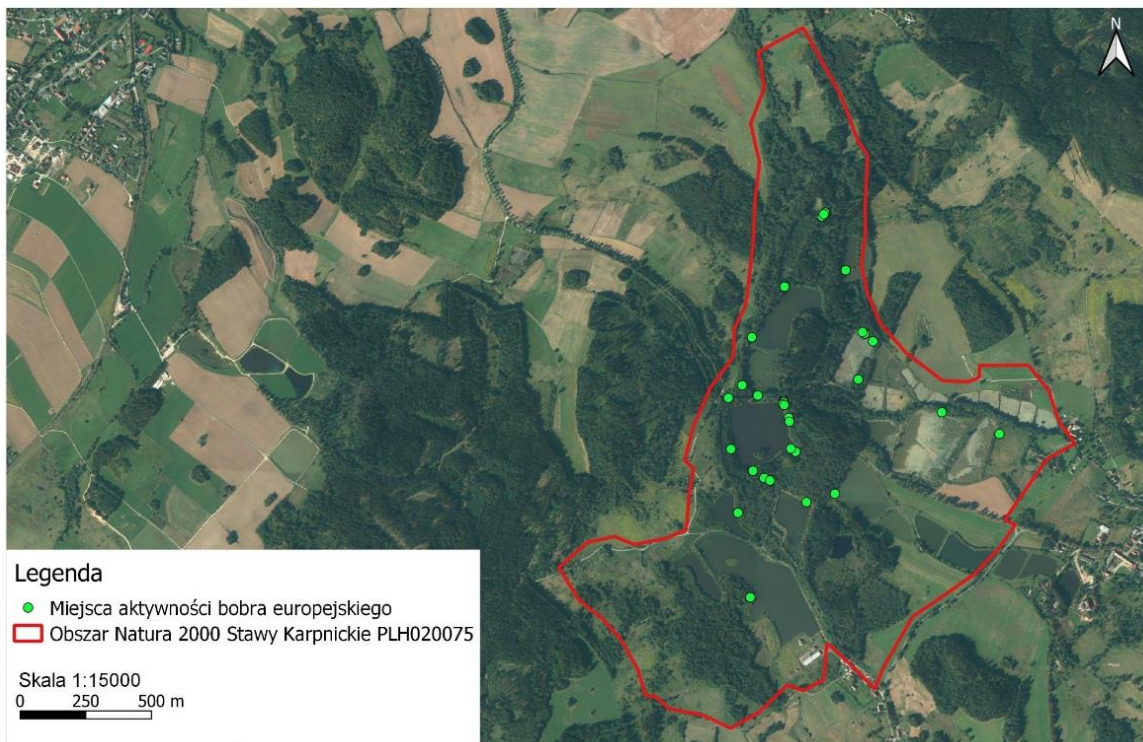 N
Legenda
Miejsca aktywności bobra europejskiego
Obszar Natura 2000 Stawy Karpnickie PLH020075
Skala 1:15000
0 250 500 m